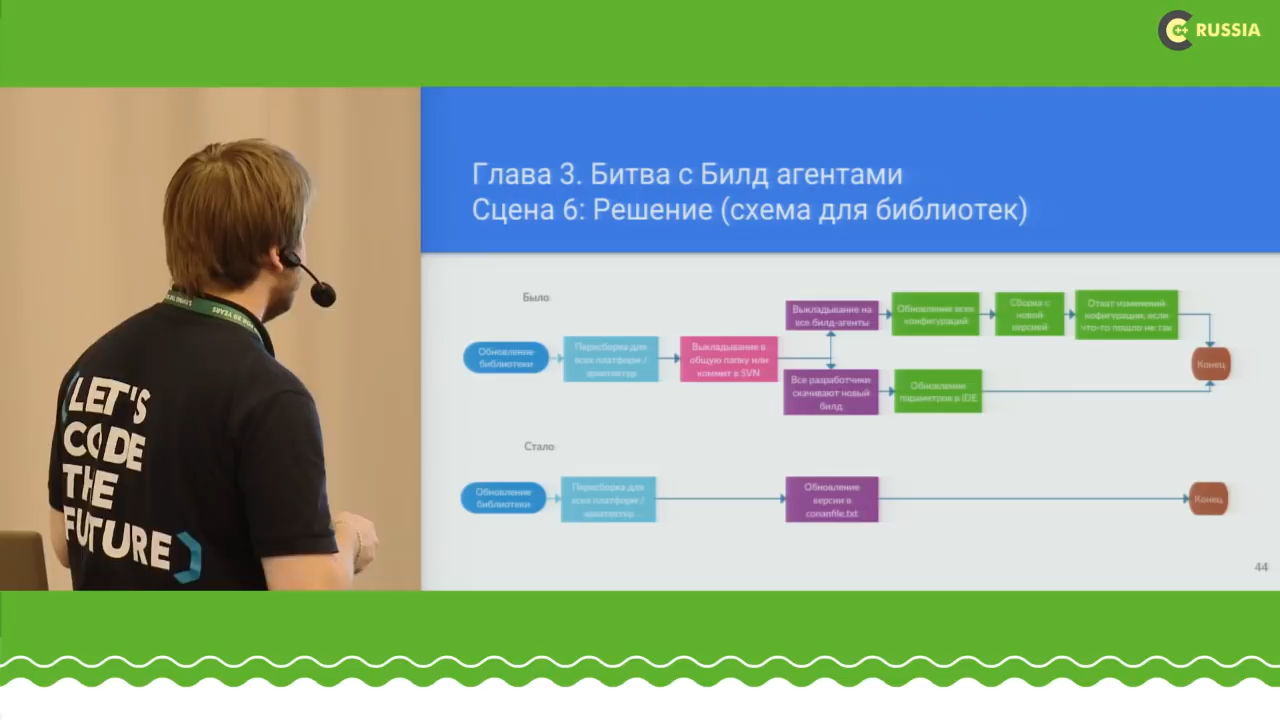 C++ RUSSIA
Глава 3. Битва с Билд агентами
Сцена 6: Решение (схема для библиотек)
Было
Обновление
библиотеки
Пересборка для
всех платформ /
архитектур
Выкладывание в
общую папку или
коммит в SVN
Выкладывание на
все билд-агенты
Обновление всех
конфигураций
Сборка с
новой
версией
Откат изменений
кофигурации, если
что-то пошло не так
Все разработчики
скачивают новый
билд
Обновление
параметров в IDE
Конец
Стало
Обновление
библиотеки
Пересборка для
всех платформ /
архитектур
Обновление
версии в
conanfile.txt
Конец
44
LET'S
CODE
THE
FUTURE